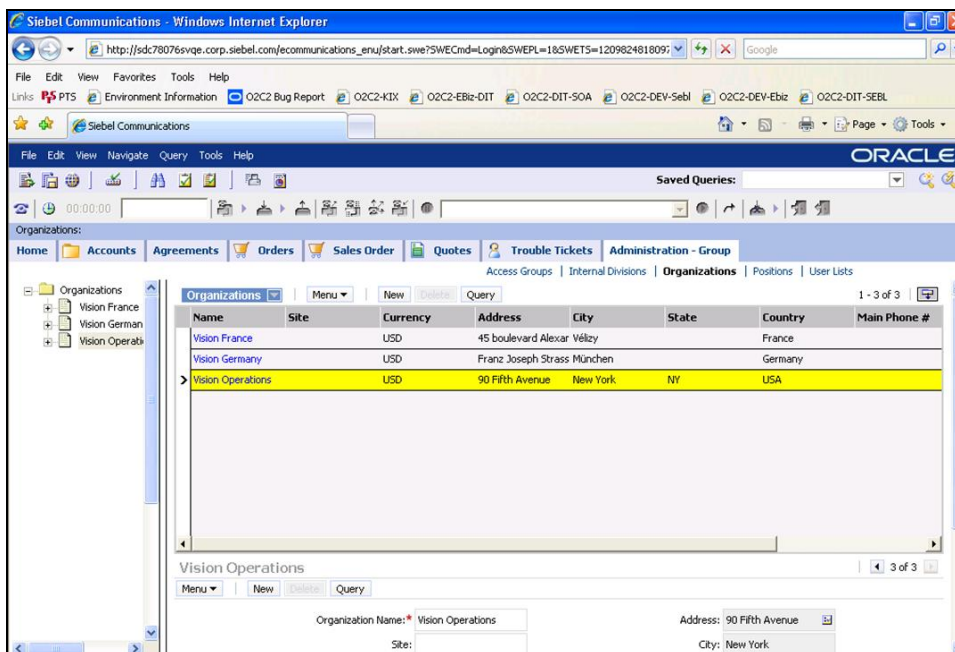 Siebel Communications - Windows Internet Explorer
http://sdc78076svqe.corp.siebel.com/ecommunications_enu/start.swe?SWECmd=Login&SWEPL=1&SWETS=1209824818097 Google
File Edit View Favorites Tools Help
Links PTS Environment Information O2C2 Bug Report O2C2-KIX O2C2-EBiz-DIT O2C2-DIT-SOA O2C2-DEV-Sebl O2C2-DEV-Ebiz O2C2-DIT-SEBL
Siebel Communications Page Tools
File Edit View Navigate Query Tools Help ORACLE
Saved Queries:
00:00:00
Organizations:
Home Accounts Agreements Orders Sales Order Quotes Trouble Tickets Administration - Group
Access Groups | Internal Divisions | Organizations | Positions | User Lists
Organizations
Vision France
Vision German
Vision Operati
Organizations Menu New Delete Query 1 - 3 of 3
Name Site Currency Address City State Country Main Phone #
Vision France USD 45 boulevard Alexar Vélizy France
Vision Germany USD Franz Joseph Strass München Germany
Vision Operations USD 90 Fifth Avenue New York NY USA
Vision Operations 3 of 3
Menu New Delete Query
Organization Name:* Vision Operations Address: 90 Fifth Avenue
Site: City: New York